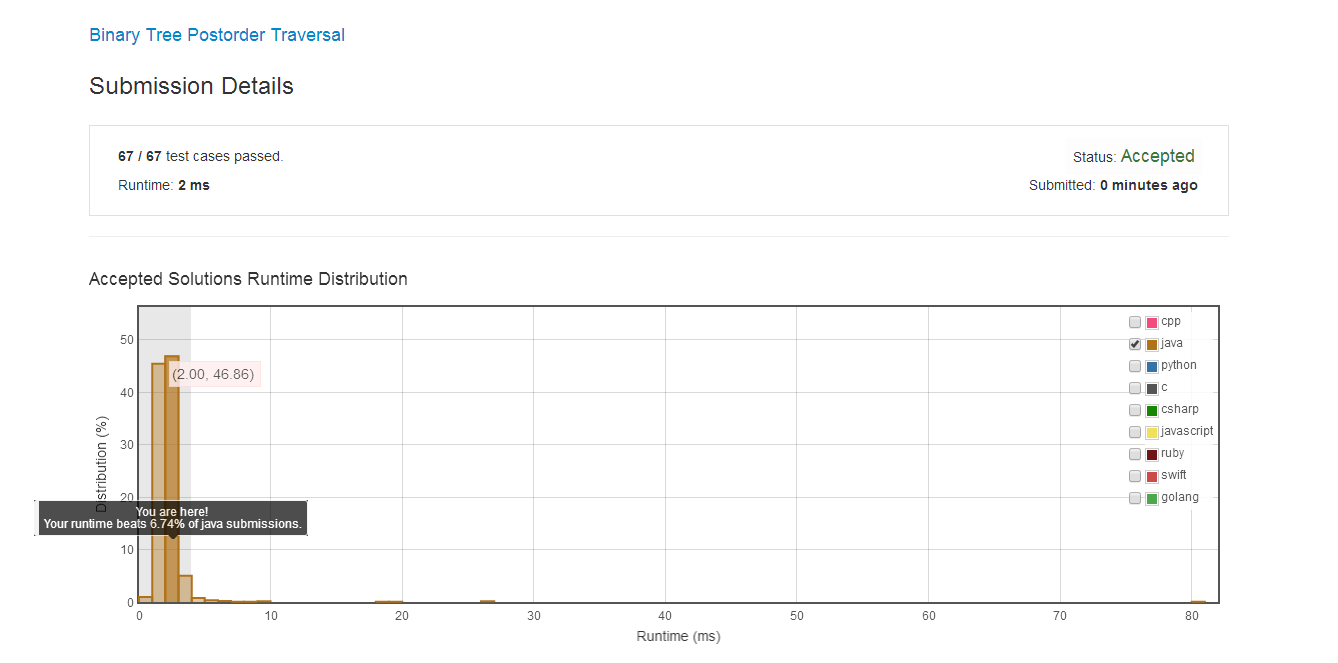 Binary Tree Postorder Traversal
Submission Details
67 / 67 test cases passed.
Status: Accepted
Runtime: 2 ms
Submitted: 0 minutes ago
Accepted Solutions Runtime Distribution
cpp
java
python
c
csharp
javascript
ruby
swift
golang
(2.00, 46.86)
You are here!
Your runtime beats 6.74% of java submissions.
Distribution (%)
50
40
30
20
10
0
0 10 20 30 40 50 60 70 80
Runtime (ms)